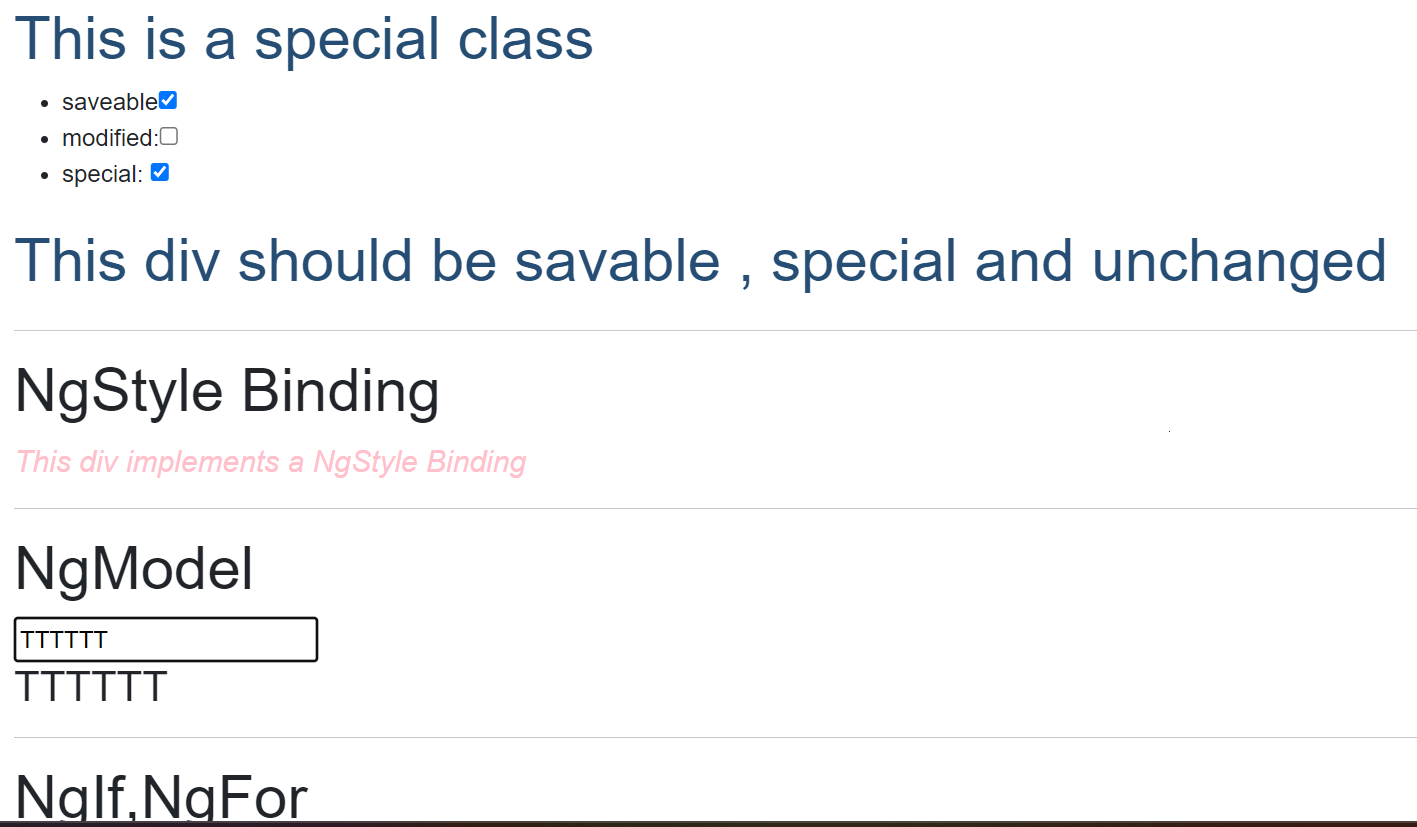 This is a special class
saveable
modified:
special:
This div should be savable , special and unchanged
NgStyle Binding
This div implements a NgStyle Binding
NgModel
TTTTTT
TTTTTT
NgIf,NgFor